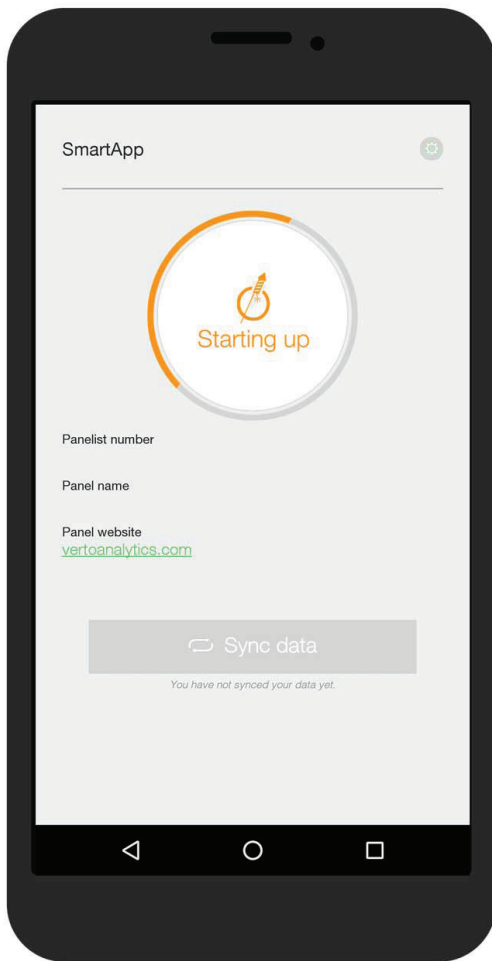 SmartApp
Starting up
Panelist number
Panel name
Panel website
vertoanalytics.com
Sync data
You have not synced your data yet.